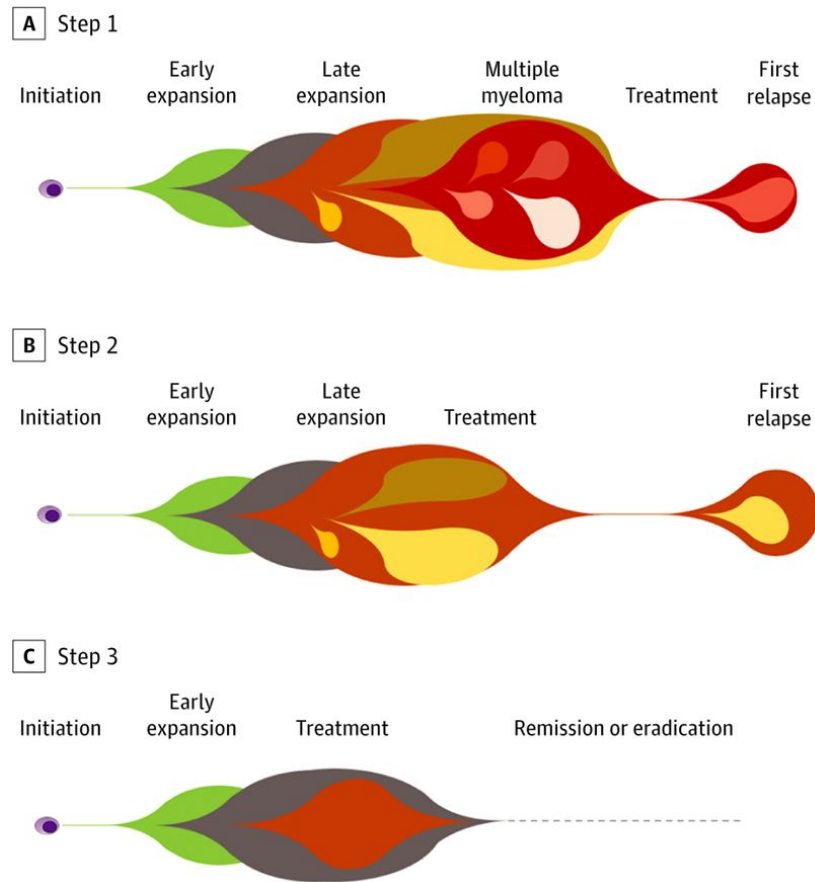 A Step 1
Initiation
Early
expansion
Late
expansion
Multiple
myeloma
Treatment
First
relapse
B Step 2
Initiation
Early
expansion
Late
expansion
Treatment
First
relapse
C Step 3
Initiation
Early
expansion
Treatment
Remission or eradication